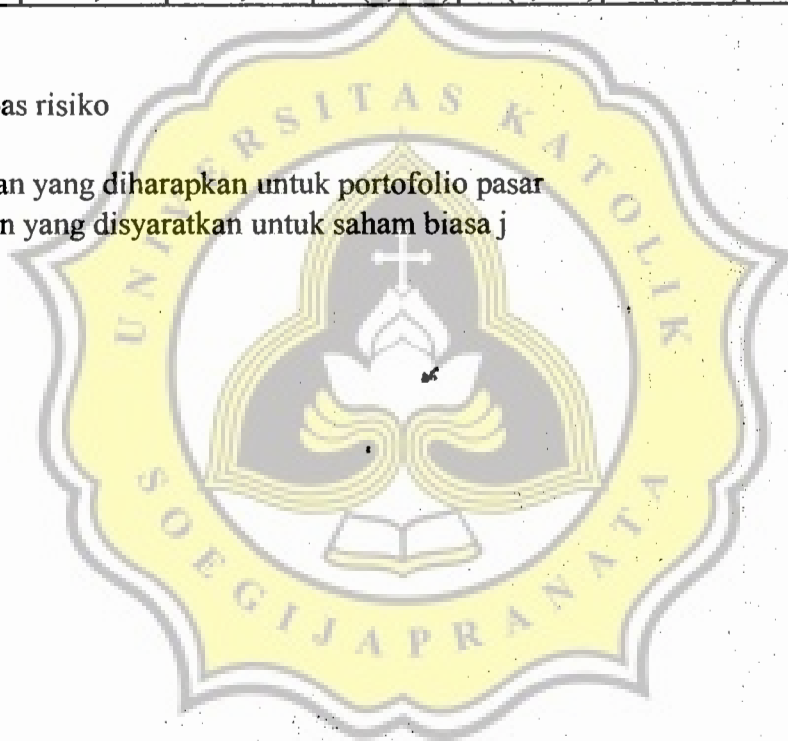 as risiko
UNIVERSITAS KATOLIK
an yang diharapkan untuk portofolio pasar
n yang disyaratkan untuk saham biasa j
SOEGIJAPRANATA